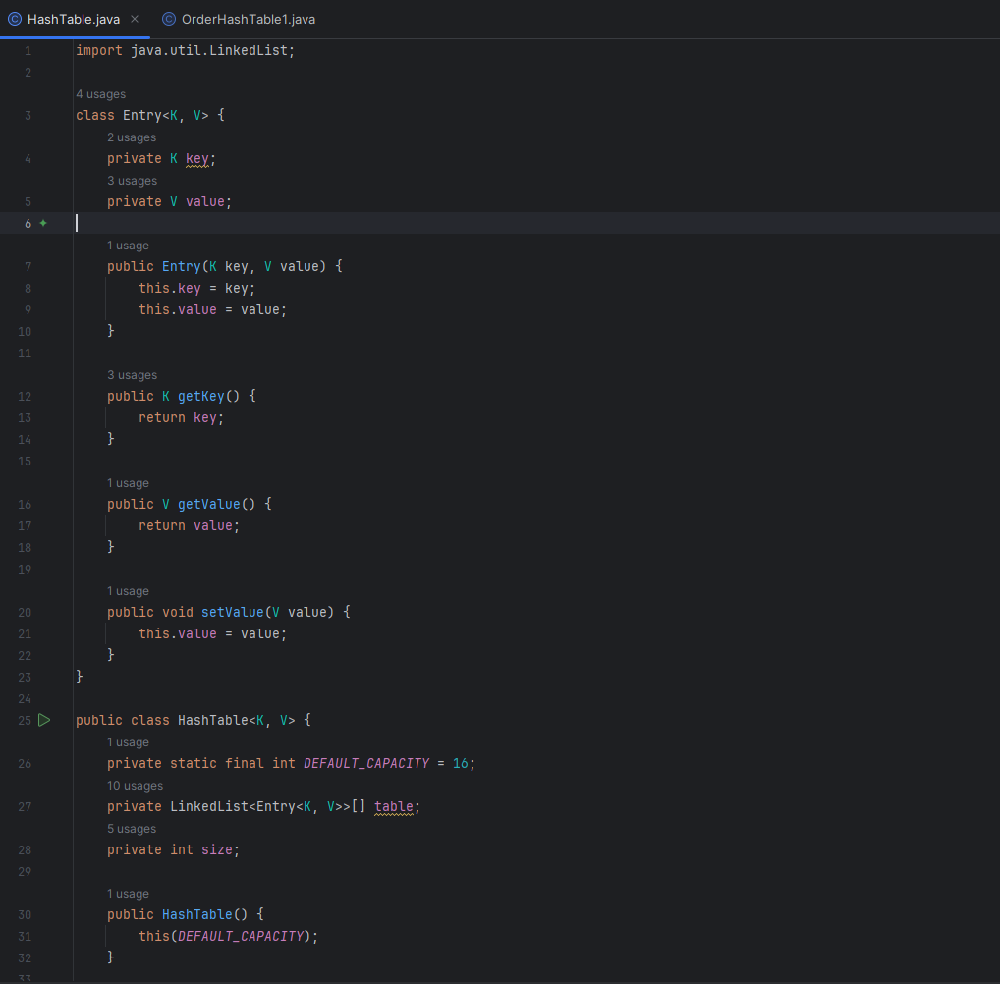 HashTable.java
OrderHashTable1.java
1 import java.util.LinkedList;
2
4 usages
3 class Entry<K, V> {
2 usages
4 private K key;
3 usages
5 private V value;
6
1 usage
7 public Entry(K key, V value) {
8 this.key = key;
9 this.value = value;
10 }
11
3 usages
12 public K getKey() {
13 return key;
14 }
15
1 usage
16 public V getValue() {
17 return value;
18 }
19
1 usage
20 public void setValue(V value) {
21 this.value = value;
22 }
23 }
24
25 public class HashTable<K, V> {
1 usage
26 private static final int DEFAULT_CAPACITY = 16;
10 usages
27 private LinkedList<Entry<K, V>>[] table;
5 usages
28 private int size;
29
1 usage
30 public HashTable() {
31 this(DEFAULT_CAPACITY);
32 }
33